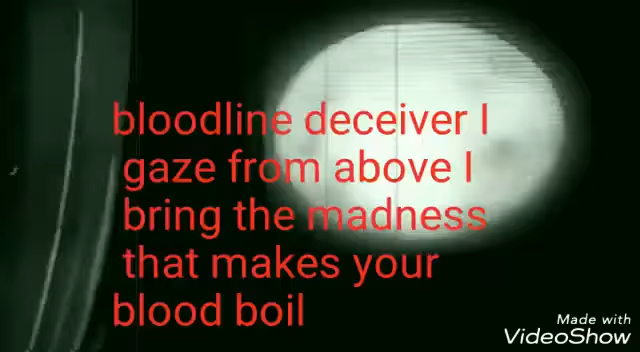 bloodline deceiver I
gaze from above I
bring the madness
that makes your
blood boil
Made with
VideoShow